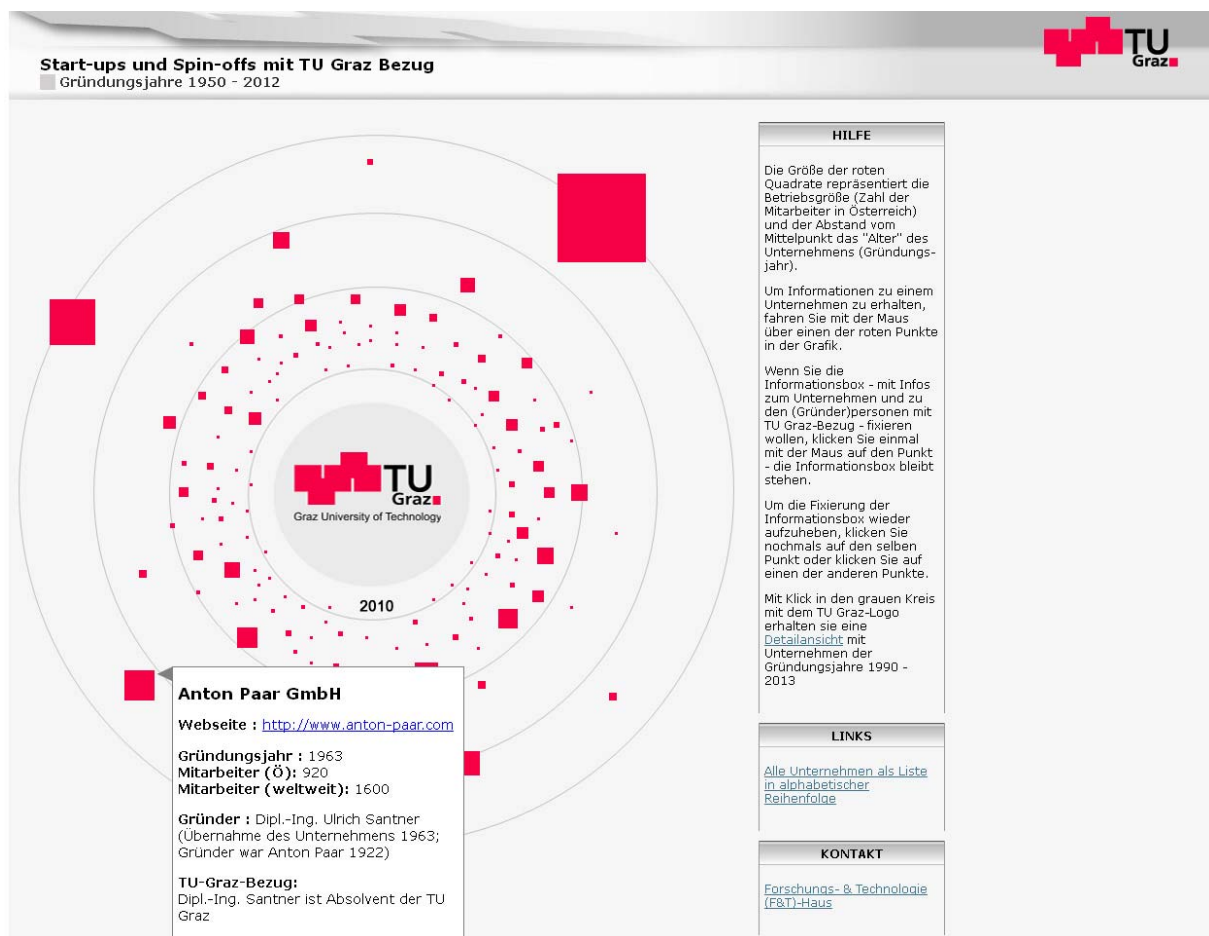 TU
Graz
Start-ups und Spin-offs mit TU Graz Bezug
Gründungsjahre 1950 - 2012
TU
Graz
Graz University of Technology
2010
Anton Paar GmbH
Webseite : http://www.anton-paar.com
Gründungsjahr : 1963
Mitarbeiter (Ö): 920
Mitarbeiter (weltweit): 1600
Gründer : Dipl.-Ing. Ulrich Santner
(Übernahme des Unternehmens 1963;
Gründer war Anton Paar 1922)
TU-Graz-Bezug:
Dipl.-Ing. Santner ist Absolvent der TU
Graz
HILFE
Die Größe der roten
Quadrate repräsentiert die
Betriebsgröße (Zahl der
Mitarbeiter in Österreich)
und der Abstand vom
Mittelpunkt das "Alter" des
Unternehmens (Gründungs-
jahr).
Um Informationen zu einem
Unternehmen zu erhalten,
fahren Sie mit der Maus
über einen der roten Punkte
in der Grafik.
Wenn Sie die
Informationsbox - mit Infos
zum Unternehmen und zu
den (Gründer)personen mit
TU Graz-Bezug - fixieren
wollen, klicken Sie einmal
mit der Maus auf den Punkt
- die Informationsbox bleibt
stehen.
Um die Fixierung der
Informationsbox wieder
aufzuheben, klicken Sie
nochmals auf den selben
Punkt oder klicken Sie auf
einen der anderen Punkte.
Mit Klick in den grauen Kreis
mit dem TU Graz-Logo
erhalten sie eine
Detailansicht mit
Unternehmen der
Gründungsjahre 1990 -
2013
LINKS
Alle Unternehmen als Liste
in alphabetischer
Reihenfolge
KONTAKT
Forschungs- & Technologie
(F&T)-Haus